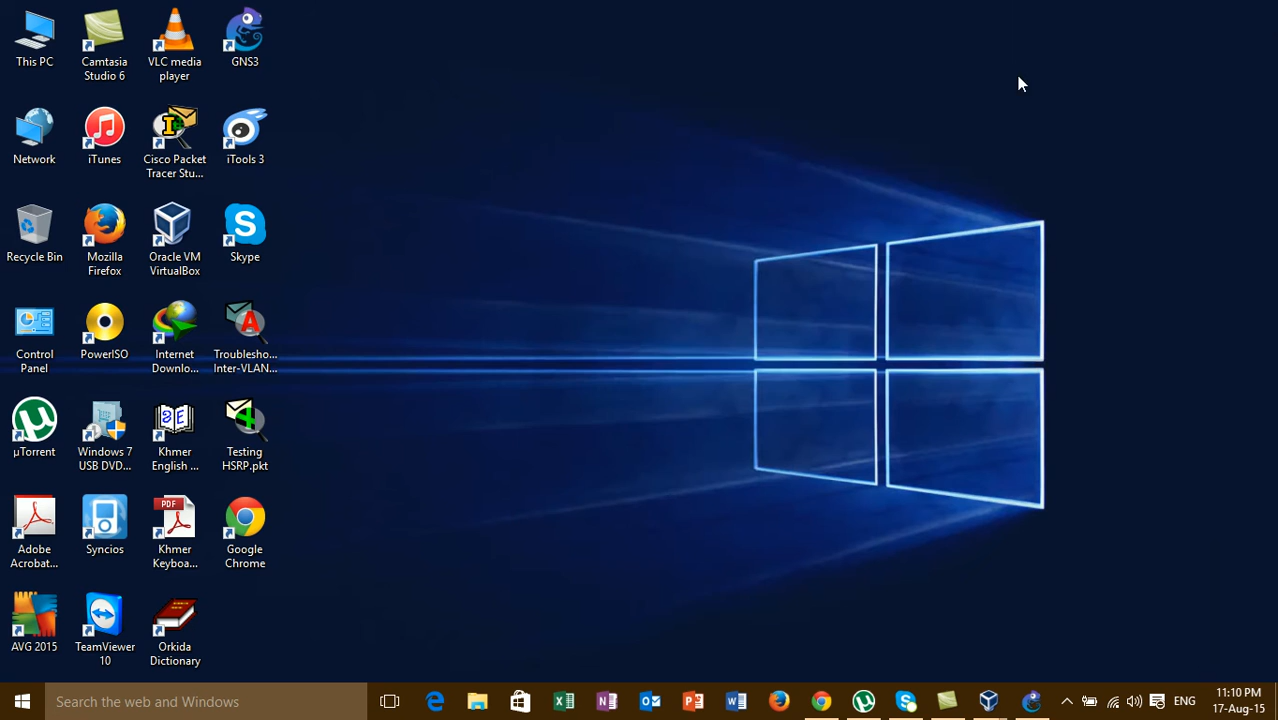 This PC
Camtasia
Studio 6
VLC media
player
GNS3
Network
iTunes
Cisco Packet
Tracer Stu...
iTools 3
Recycle Bin
Mozilla
Firefox
Oracle VM
VirtualBox
Skype
Control
Panel
PowerISO
Internet
Downlo...
Troublesho...
Inter-VLAN...
µTorrent
Windows 7
USB DVD...
Khmer
English ...
Testing
HSRP.pkt
Adobe
Acrobat...
Syncios
PDF
Khmer
Keyboa...
Google
Chrome
AVG 2015
TeamViewer
10
Orkida
Dictionary
Search the web and Windows
ENG
11:10 PM
17-Aug-15